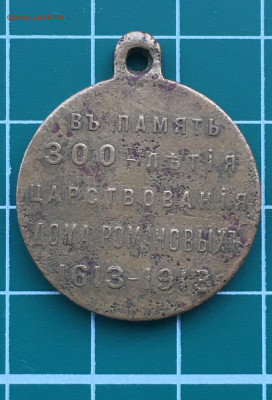 ВЪ ПАМЯТЬ
300-ЛѢТІЯ
ЦАРСТВОВАНІЯ
ДОМА РОМАНОВЫХЪ
1613-1913